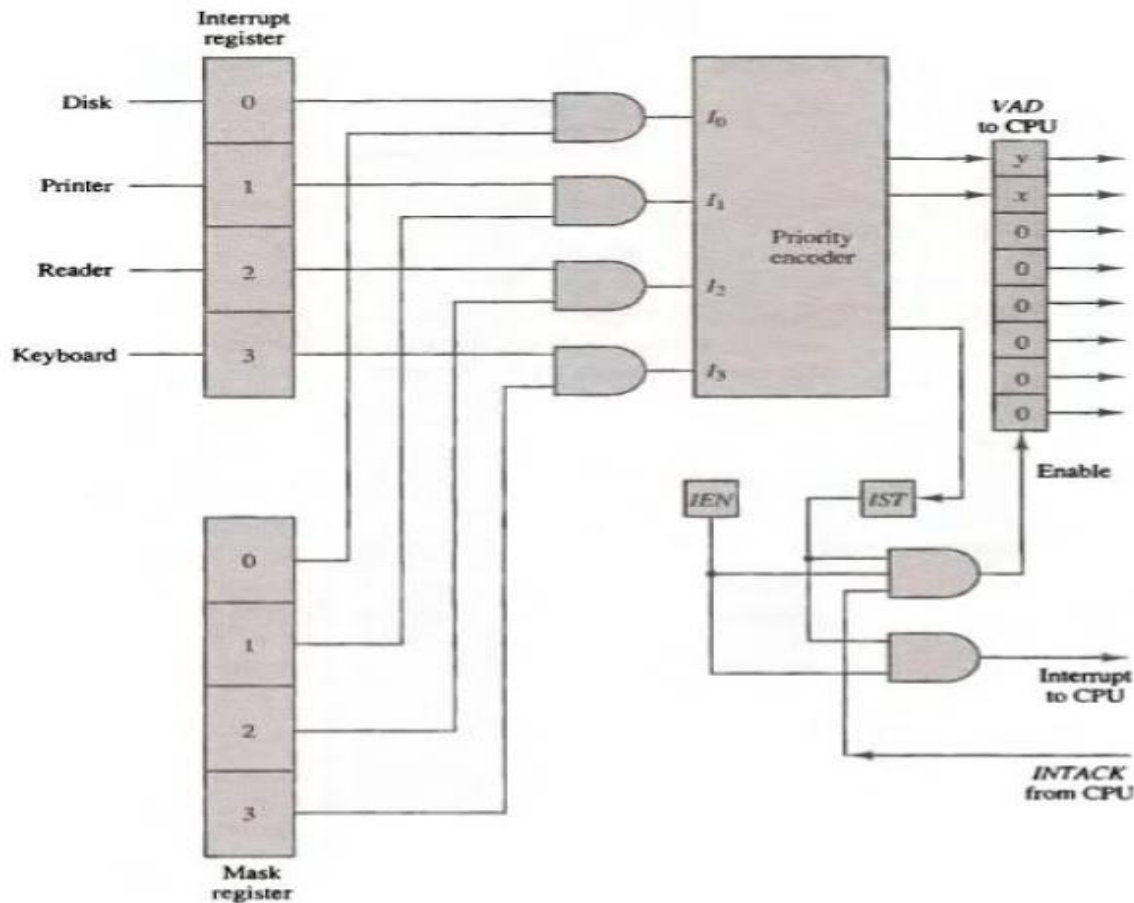 Interrupt
register
Disk
0
Printer
1
Reader
2
Keyboard
3
I₀
I₁
I₂
I₃
Priority
encoder
VAD
to CPU
y
x
0
0
0
0
0
0
Enable
IEN
IST
Interrupt
to CPU
INTACK
from CPU
0
1
2
3
Mask
register